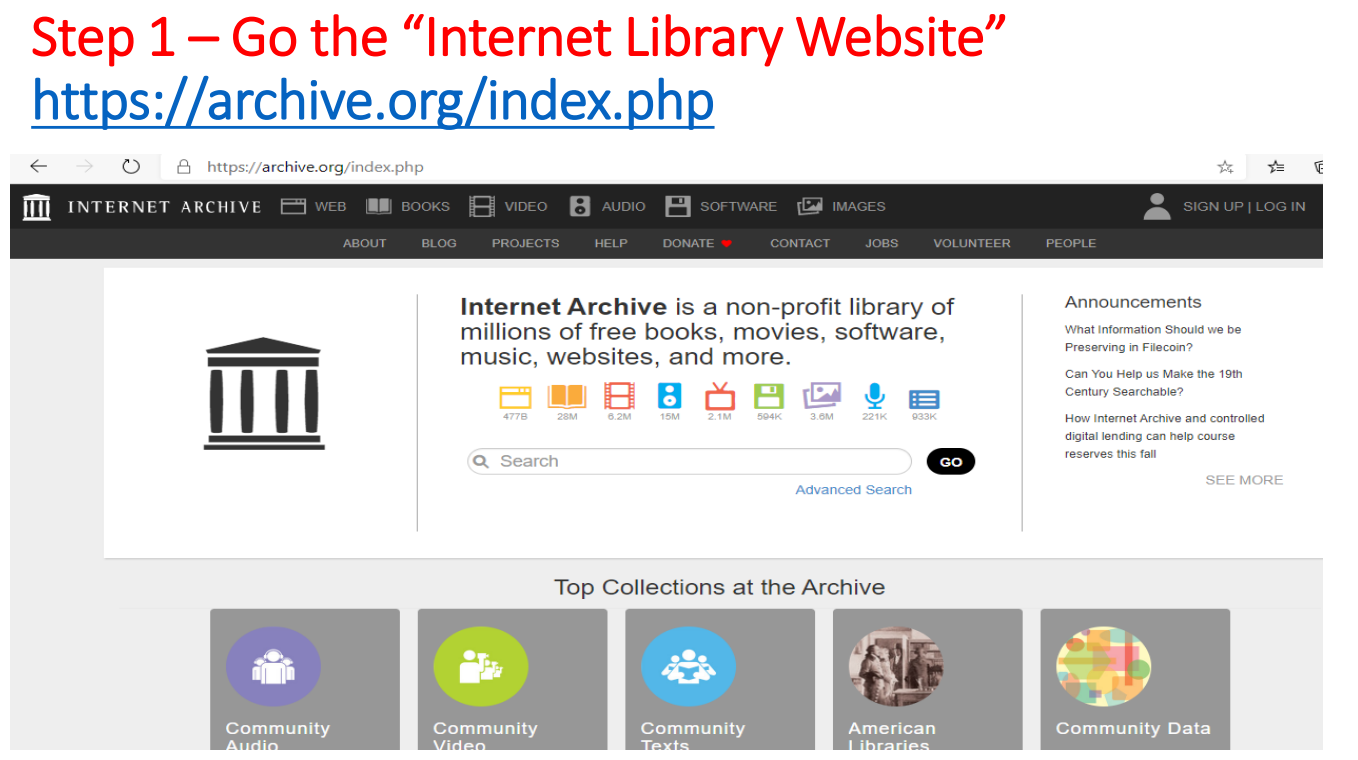 Step 1 – Go the “Internet Library Website”
https://archive.org/index.php
https://archive.org/index.php
INTERNET ARCHIVE WEB BOOKS VIDEO AUDIO SOFTWARE IMAGES SIGN UP | LOG IN
ABOUT BLOG PROJECTS HELP DONATE CONTACT JOBS VOLUNTEER PEOPLE
Internet Archive is a non-profit library of
millions of free books, movies, software,
music, websites, and more.
477B 28M 6.2M 15M 2.1M 594K 3.6M 221K 933K
Search GO
Advanced Search
Announcements
What Information Should we be
Preserving in Filecoin?
Can You Help us Make the 19th
Century Searchable?
How Internet Archive and controlled
digital lending can help course
reserves this fall
SEE MORE
Top Collections at the Archive
Community
Audio
Community
Video
Community
Texts
American
Libraries
Community Data